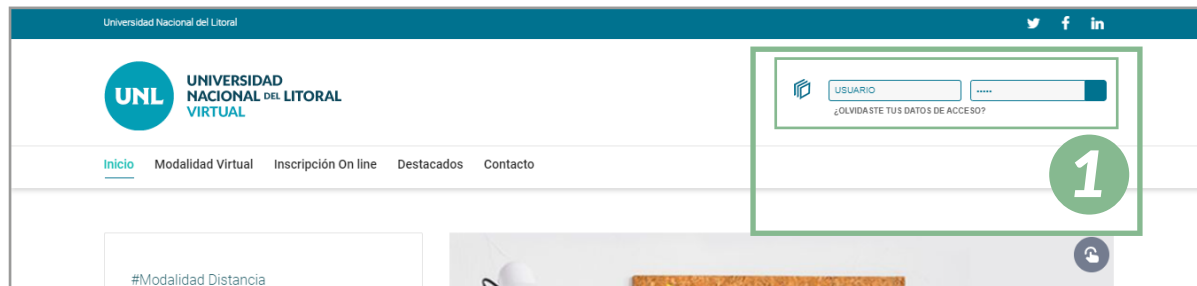 Universidad Nacional del Litoral
UNL
UNIVERSIDAD
NACIONAL DEL LITORAL
VIRTUAL
USUARIO
.....
¿OLVIDASTE TUS DATOS DE ACCESO?
Inicio Modalidad Virtual Inscripción On line Destacados Contacto
1
#Modalidad Distancia